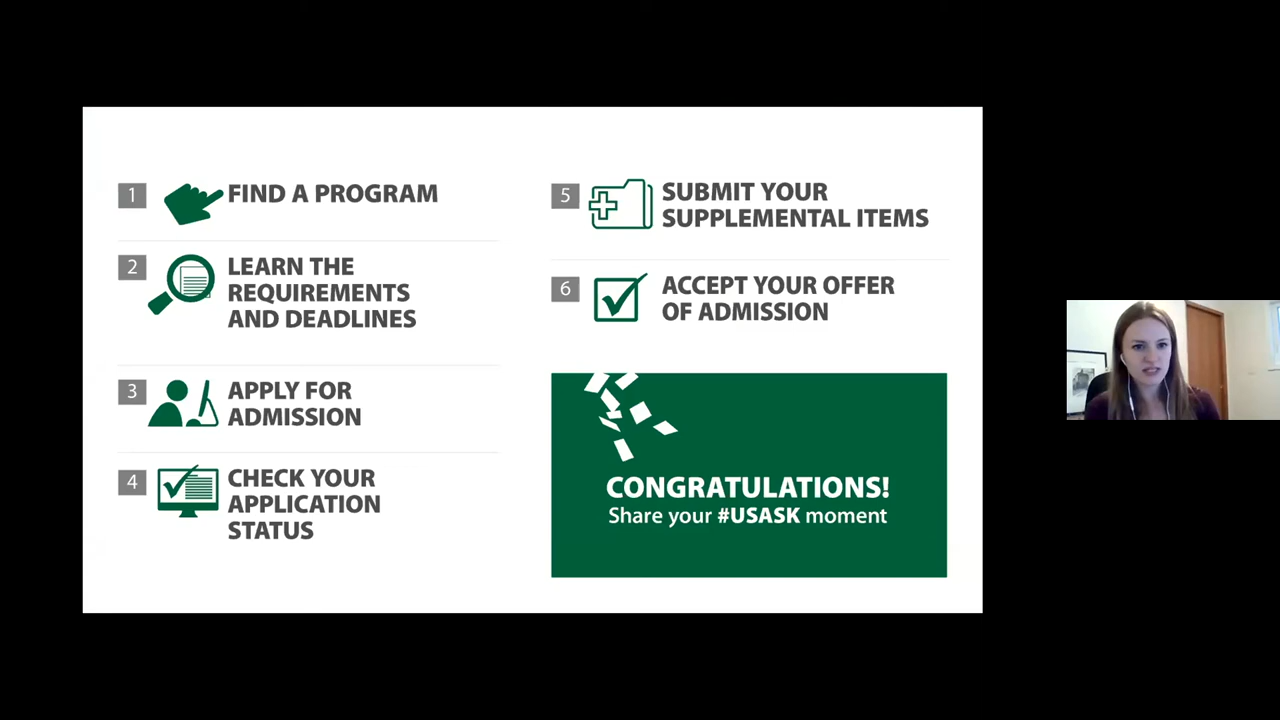 1
FIND A PROGRAM
2
LEARN THE
REQUIREMENTS
AND DEADLINES
3
APPLY FOR
ADMISSION
4
CHECK YOUR
APPLICATION
STATUS
5
SUBMIT YOUR
SUPPLEMENTAL ITEMS
6
ACCEPT YOUR OFFER
OF ADMISSION
CONGRATULATIONS!
Share your #USASK moment